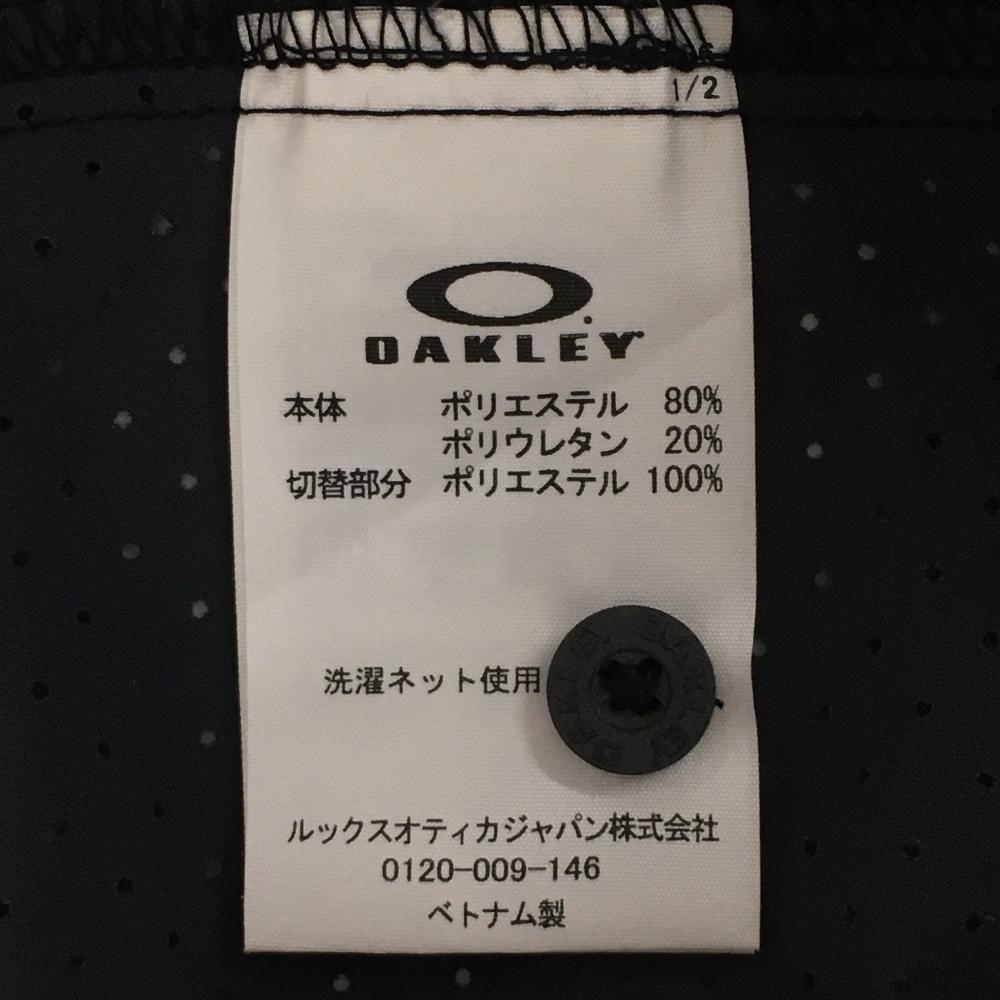 1/2
OAKLEY
本体 ポリエステル 80%
ポリウレタン 20%
切替部分 ポリエステル 100%
洗濯ネット使用
OAKLEY OAKLEY
ルックスオティカジャパン株式会社
0120-009-146
ベトナム製